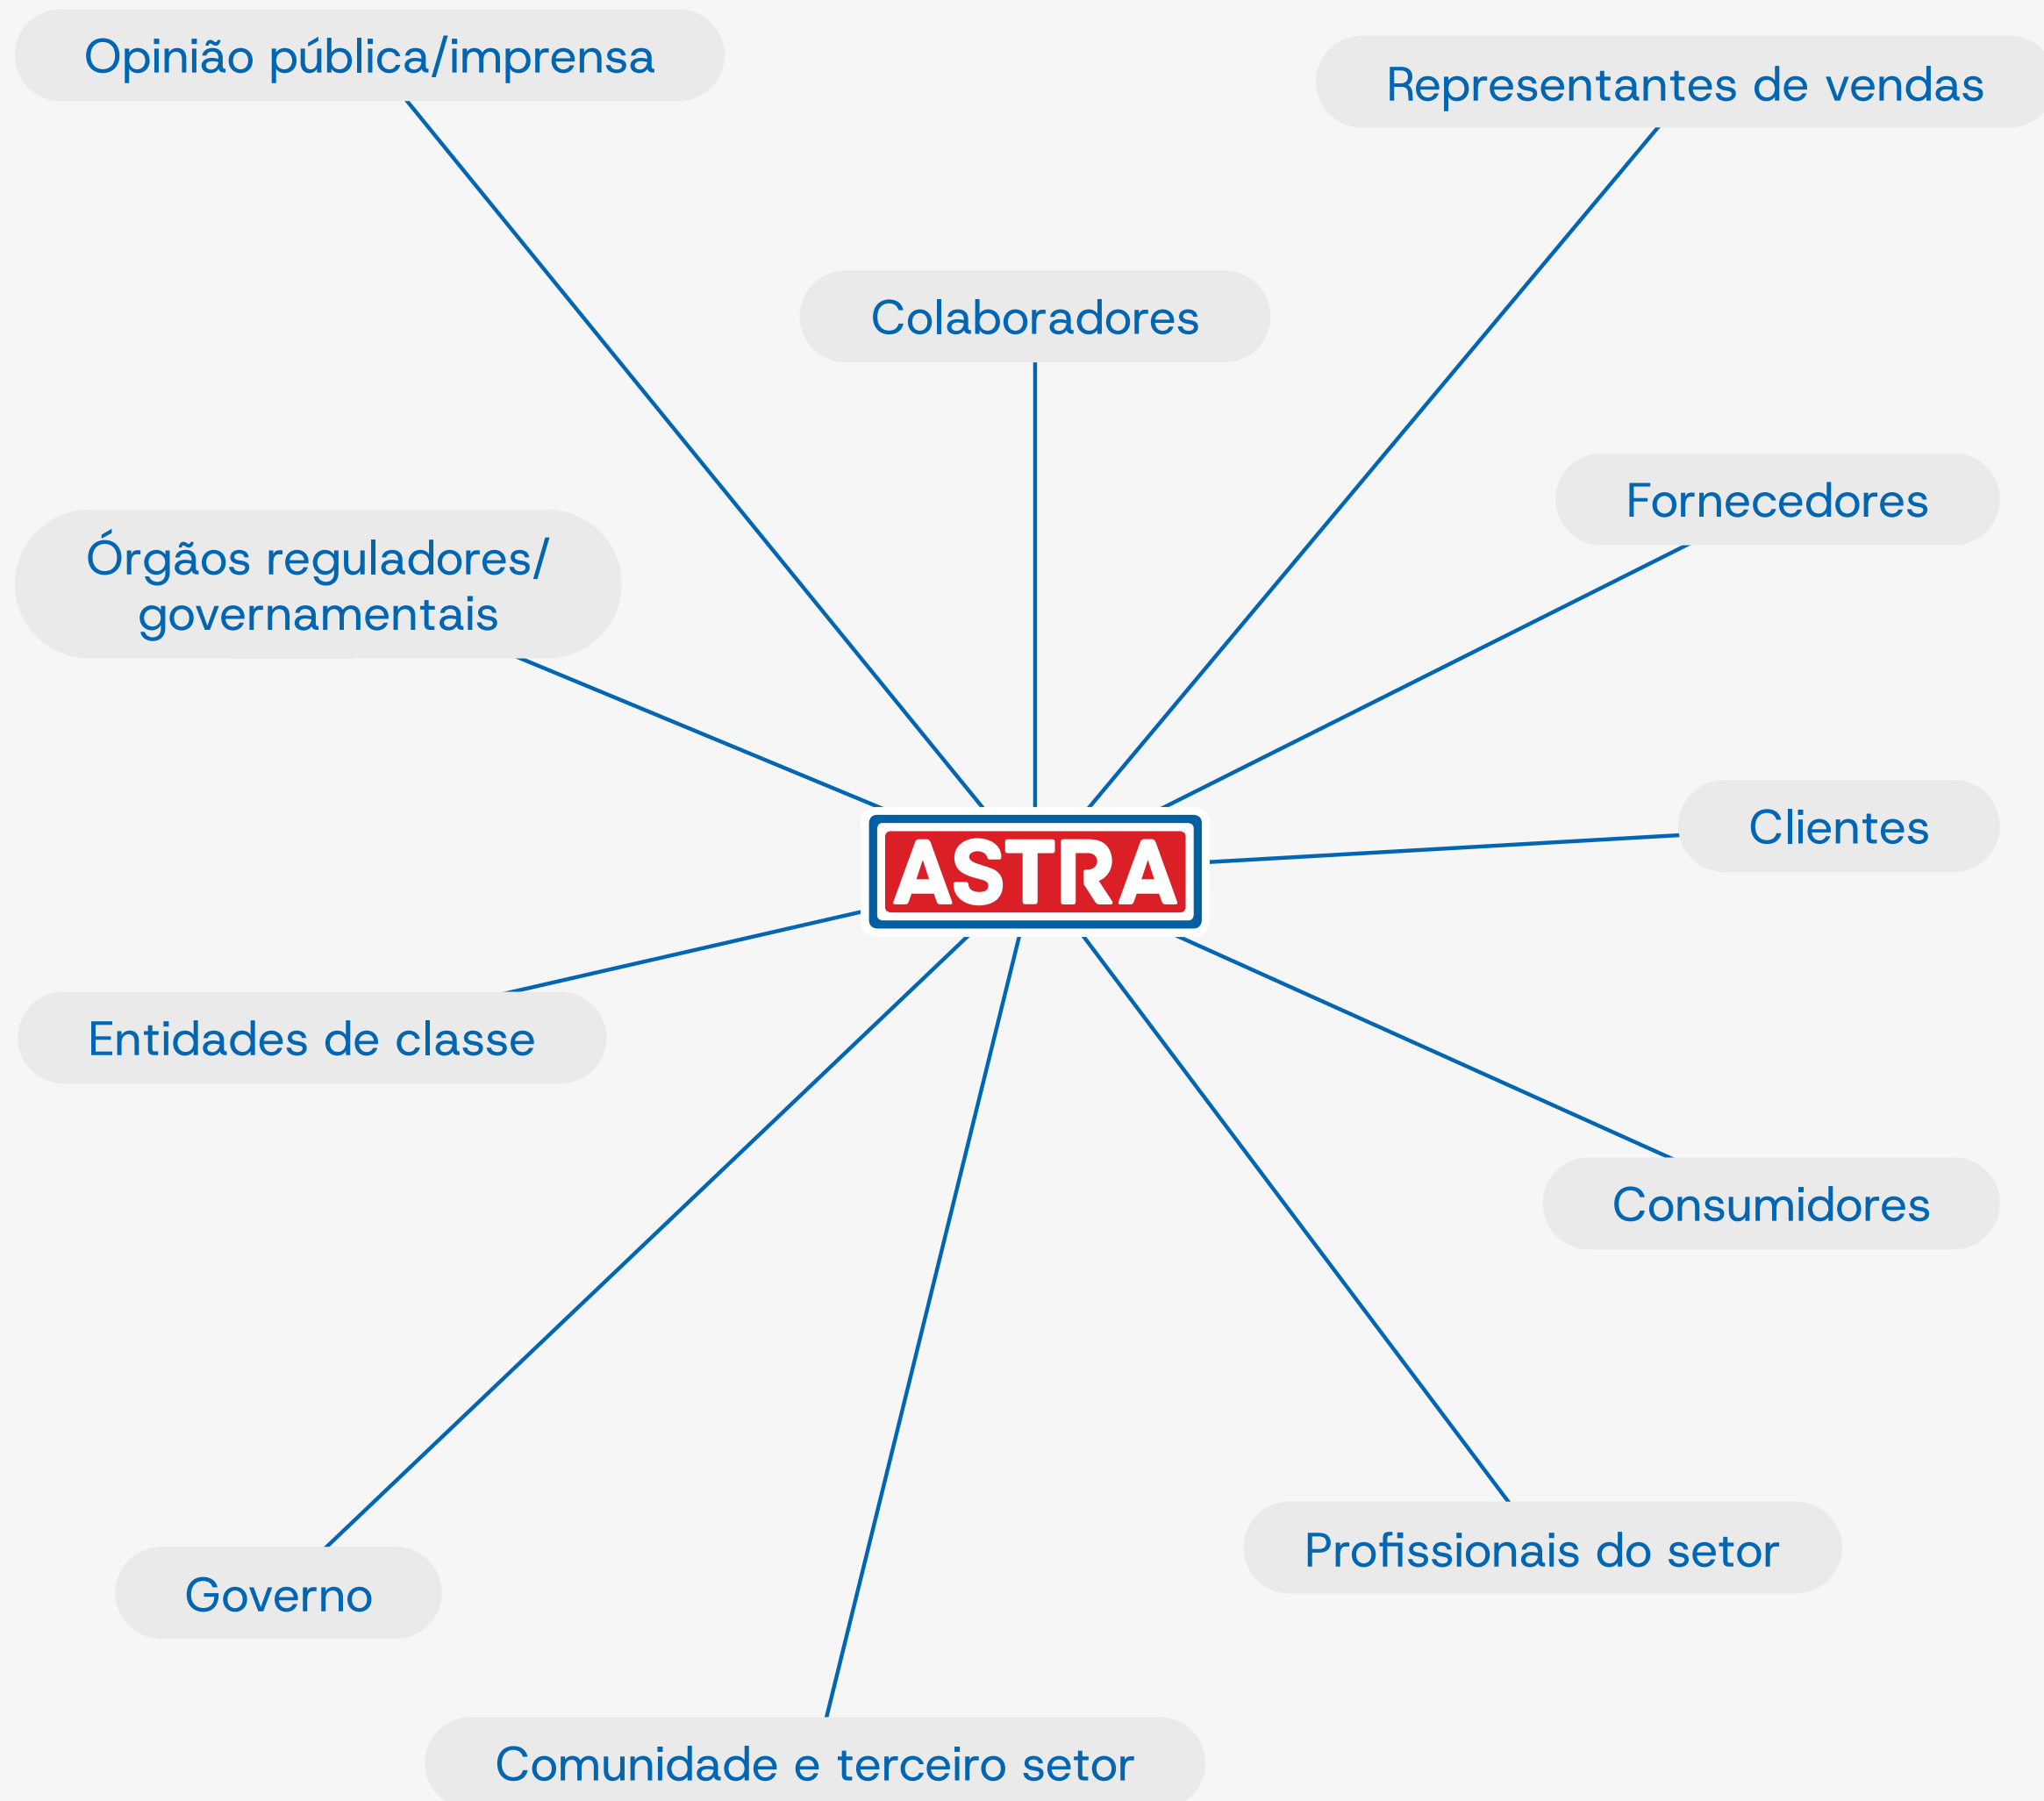 Opinião pública/imprensa
Representantes de vendas
Colaboradores
Fornecedores
Órgãos reguladores/
governamentais
Clientes
ASTRA
Entidades de classe
Consumidores
Profissionais do setor
Governo
Comunidade e terceiro setor